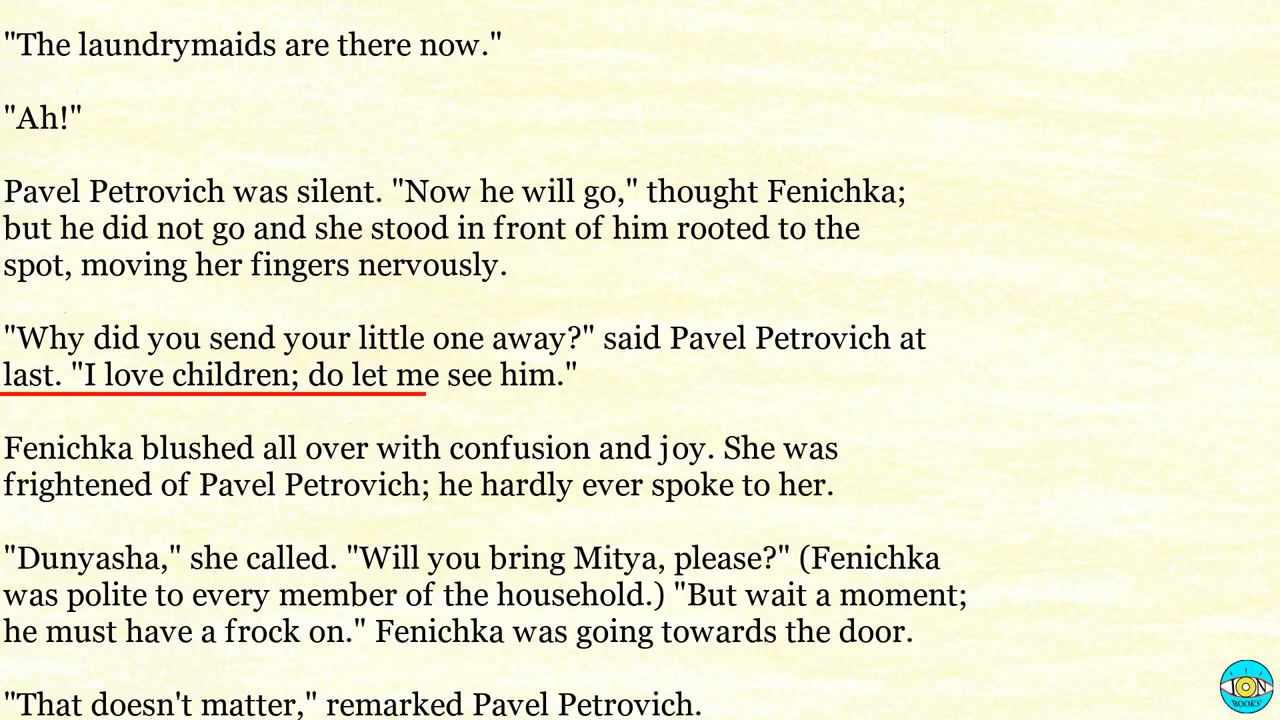 "The laundrymaids are there now."
"Ah!"
Pavel Petrovich was silent. "Now he will go," thought Fenichka;
but he did not go and she stood in front of him rooted to the
spot, moving her fingers nervously.
"Why did you send your little one away?" said Pavel Petrovich at
last. "I love children; do let me see him."
Fenichka blushed all over with confusion and joy. She was
frightened of Pavel Petrovich; he hardly ever spoke to her.
"Dunyasha," she called. "Will you bring Mitya, please?" (Fenichka
was polite to every member of the household.) "But wait a moment;
he must have a frock on." Fenichka was going towards the door.
"That doesn't matter," remarked Pavel Petrovich.
ION
BOOKS